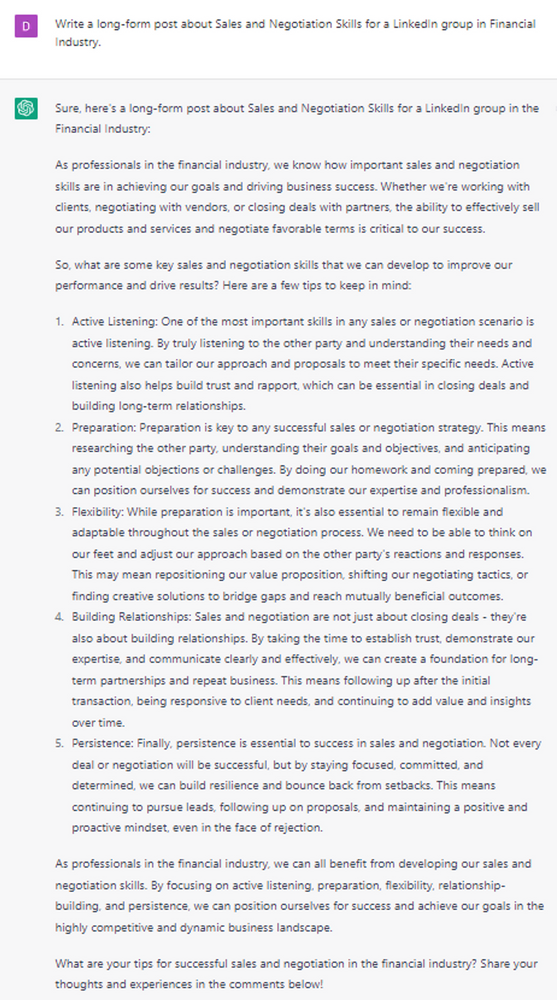 D
Write a long-form post about Sales and Negotiation Skills for a LinkedIn group in Financial
Industry.
Sure, here's a long-form post about Sales and Negotiation Skills for a LinkedIn group in the
Financial Industry:
As professionals in the financial industry, we know how important sales and negotiation
skills are in achieving our goals and driving business success. Whether we're working with
clients, negotiating with vendors, or closing deals with partners, the ability to effectively sell
our products and services and negotiate favorable terms is critical to our success.
So, what are some key sales and negotiation skills that we can develop to improve our
performance and drive results? Here are a few tips to keep in mind:
1. Active Listening: One of the most important skills in any sales or negotiation scenario is
active listening. By truly listening to the other party and understanding their needs and
concerns, we can tailor our approach and proposals to meet their specific needs. Active
listening also helps build trust and rapport, which can be essential in closing deals and
building long-term relationships.
2. Preparation: Preparation is key to any successful sales or negotiation strategy. This means
researching the other party, understanding their goals and objectives, and anticipating
any potential objections or challenges. By doing our homework and coming prepared, we
can position ourselves for success and demonstrate our expertise and professionalism.
3. Flexibility: While preparation is important, it's also essential to remain flexible and
adaptable throughout the sales or negotiation process. We need to be able to think on
our feet and adjust our approach based on the other party's reactions and responses.
This may mean repositioning our value proposition, shifting our negotiating tactics, or
finding creative solutions to bridge gaps and reach mutually beneficial outcomes.
4. Building Relationships: Sales and negotiation are not just about closing deals - they're
also about building relationships. By taking the time to establish trust, demonstrate our
expertise, and communicate clearly and effectively, we can create a foundation for long-
term partnerships and repeat business. This means following up after the initial
transaction, being responsive to client needs, and continuing to add value and insights
over time.
5. Persistence: Finally, persistence is essential to success in sales and negotiation. Not every
deal or negotiation will be successful, but by staying focused, committed, and
determined, we can build resilience and bounce back from setbacks. This means
continuing to pursue leads, following up on proposals, and maintaining a positive and
proactive mindset, even in the face of rejection.
As professionals in the financial industry, we can all benefit from developing our sales and
negotiation skills. By focusing on active listening, preparation, flexibility, relationship-
building, and persistence, we can position ourselves for success and achieve our goals in the
highly competitive and dynamic business landscape.
What are your tips for successful sales and negotiation in the financial industry? Share your
thoughts and experiences in the comments below!